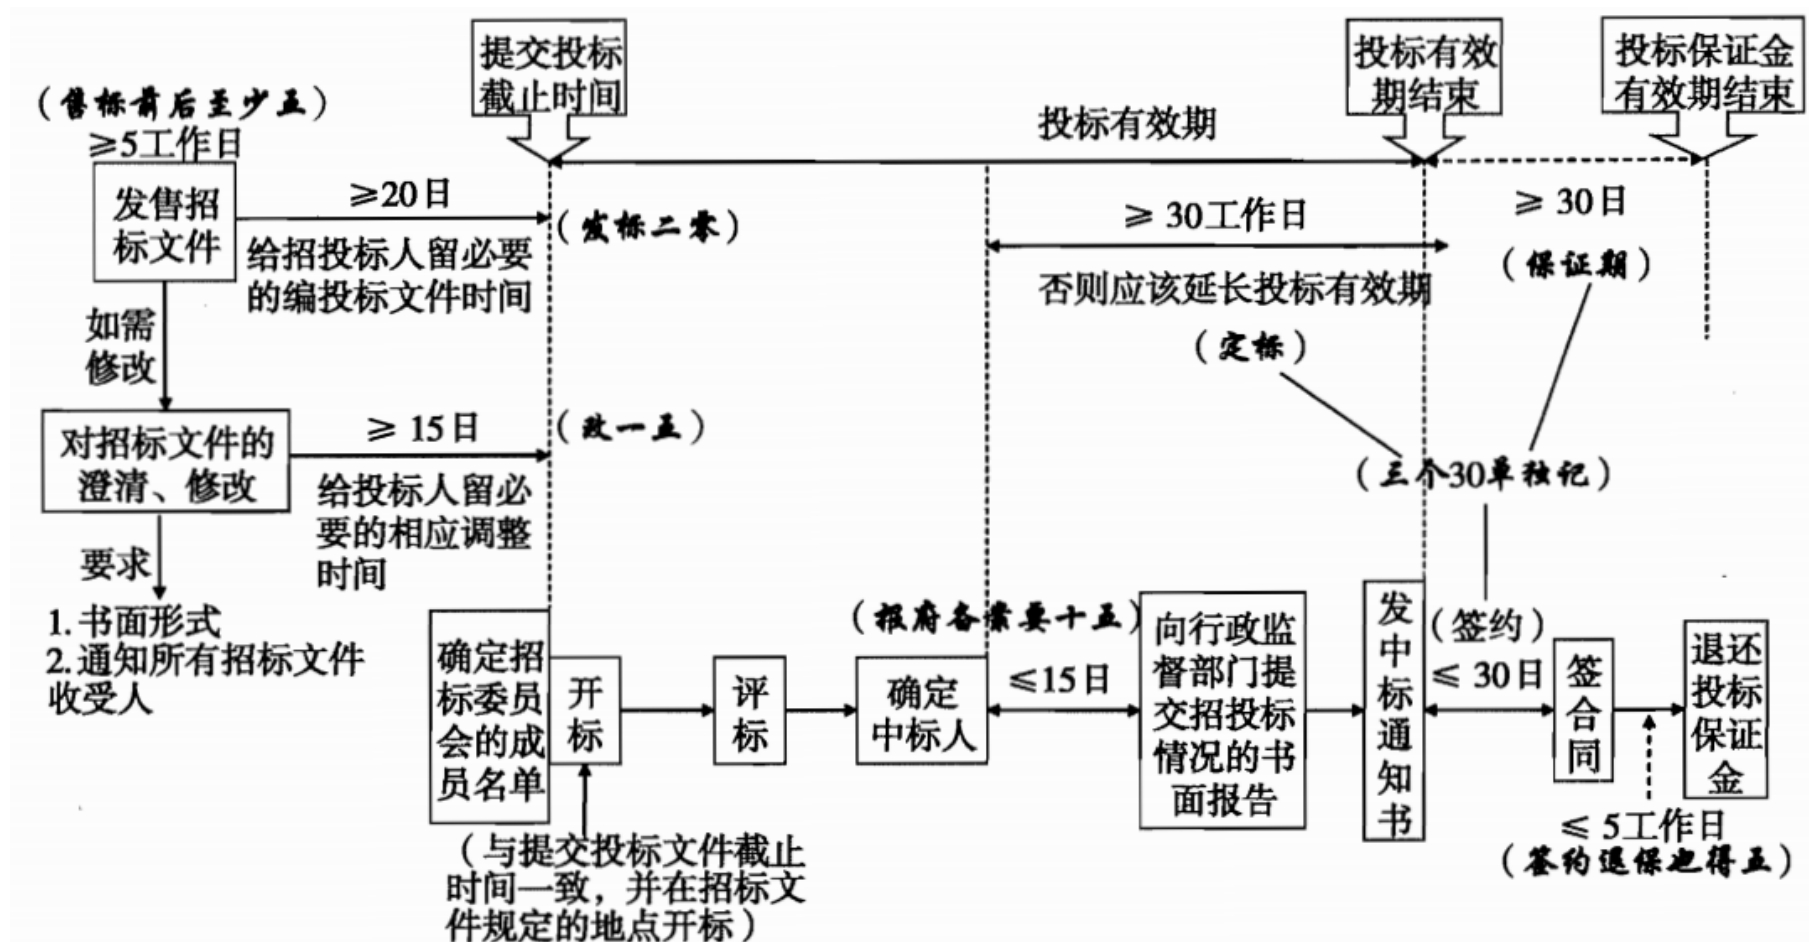 提交投标
截止时间
投标有效
期结束
投标保证金
有效期结束
(售标前后至少五)
≥5工作日
投标有效期
发售招
标文件
≥20日
(发标二零)
给招投标人留必要
的编投标文件时间
≥ 30工作日
≥ 30日
(保证期)
否则应该延长投标有效期
(定标)
如需
修改
对招标文件的
澄清、修改
≥ 15日
(改一五)
给投标人留必
要的相应调整
时间
(三个30单独记)
要求
1. 书面形式
2. 通知所有招标文件
收受人
确定招
标委员
会的成
员名单
开
标
评
标
确定
中标人
(报府备案要十五)
≤15日
向行政监
督部门提
交招投标
情况的书
面报告
发
中
标
通
知
书
(签约)
≤ 30日
签
合
同
退还
投标
保证
金
≤ 5工作日
(签约退保也得五)
(与提交投标文件截止
时间一致，并在招标文
件规定的地点开标)